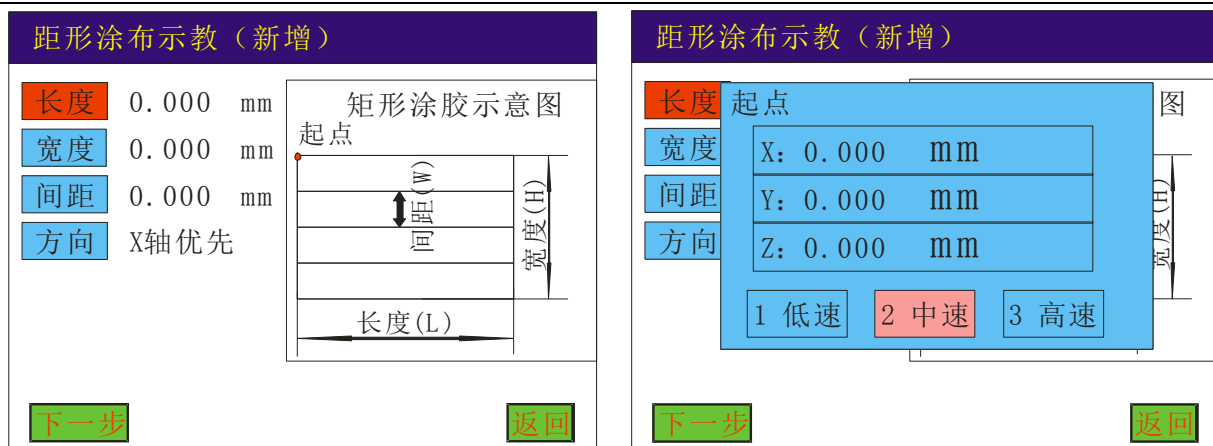 距形涂布示教（新增）
长度 0.000 mm
宽度 0.000 mm
间距 0.000 mm
方向 X轴优先
矩形涂胶示意图
起点
间距(W)
宽度(H)
长度(L)
下一步
返回
距形涂布示教（新增）
长度
宽度
间距
方向
图
起点
X: 0.000 mm
Y: 0.000 mm
Z: 0.000 mm
1 低速
2 中速
3 高速
宽度(H)
下一步
返回